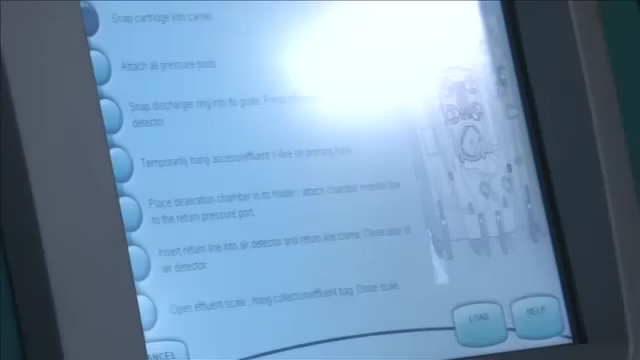 Snap cartridge into carrier.
Attach all pressure pods.
Snap discharger ring into its guide.
detector
Temporarily hang access/effluent Y-line on priming hook
Place deaeration chamber in its holder - attach chamber monitor line
to the return pressure port.
Insert return line into air detector and return line clamp. Close door of
air detector.
Open effluent scale, hang collection/effluent bag. Close scale.
CANCEL
LOAD
HELP